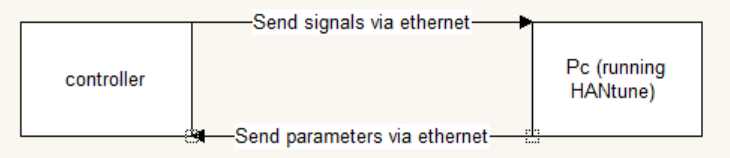 Send signals via ethernet
controller
Pc (running
HANtune)
Send parameters via ethernet